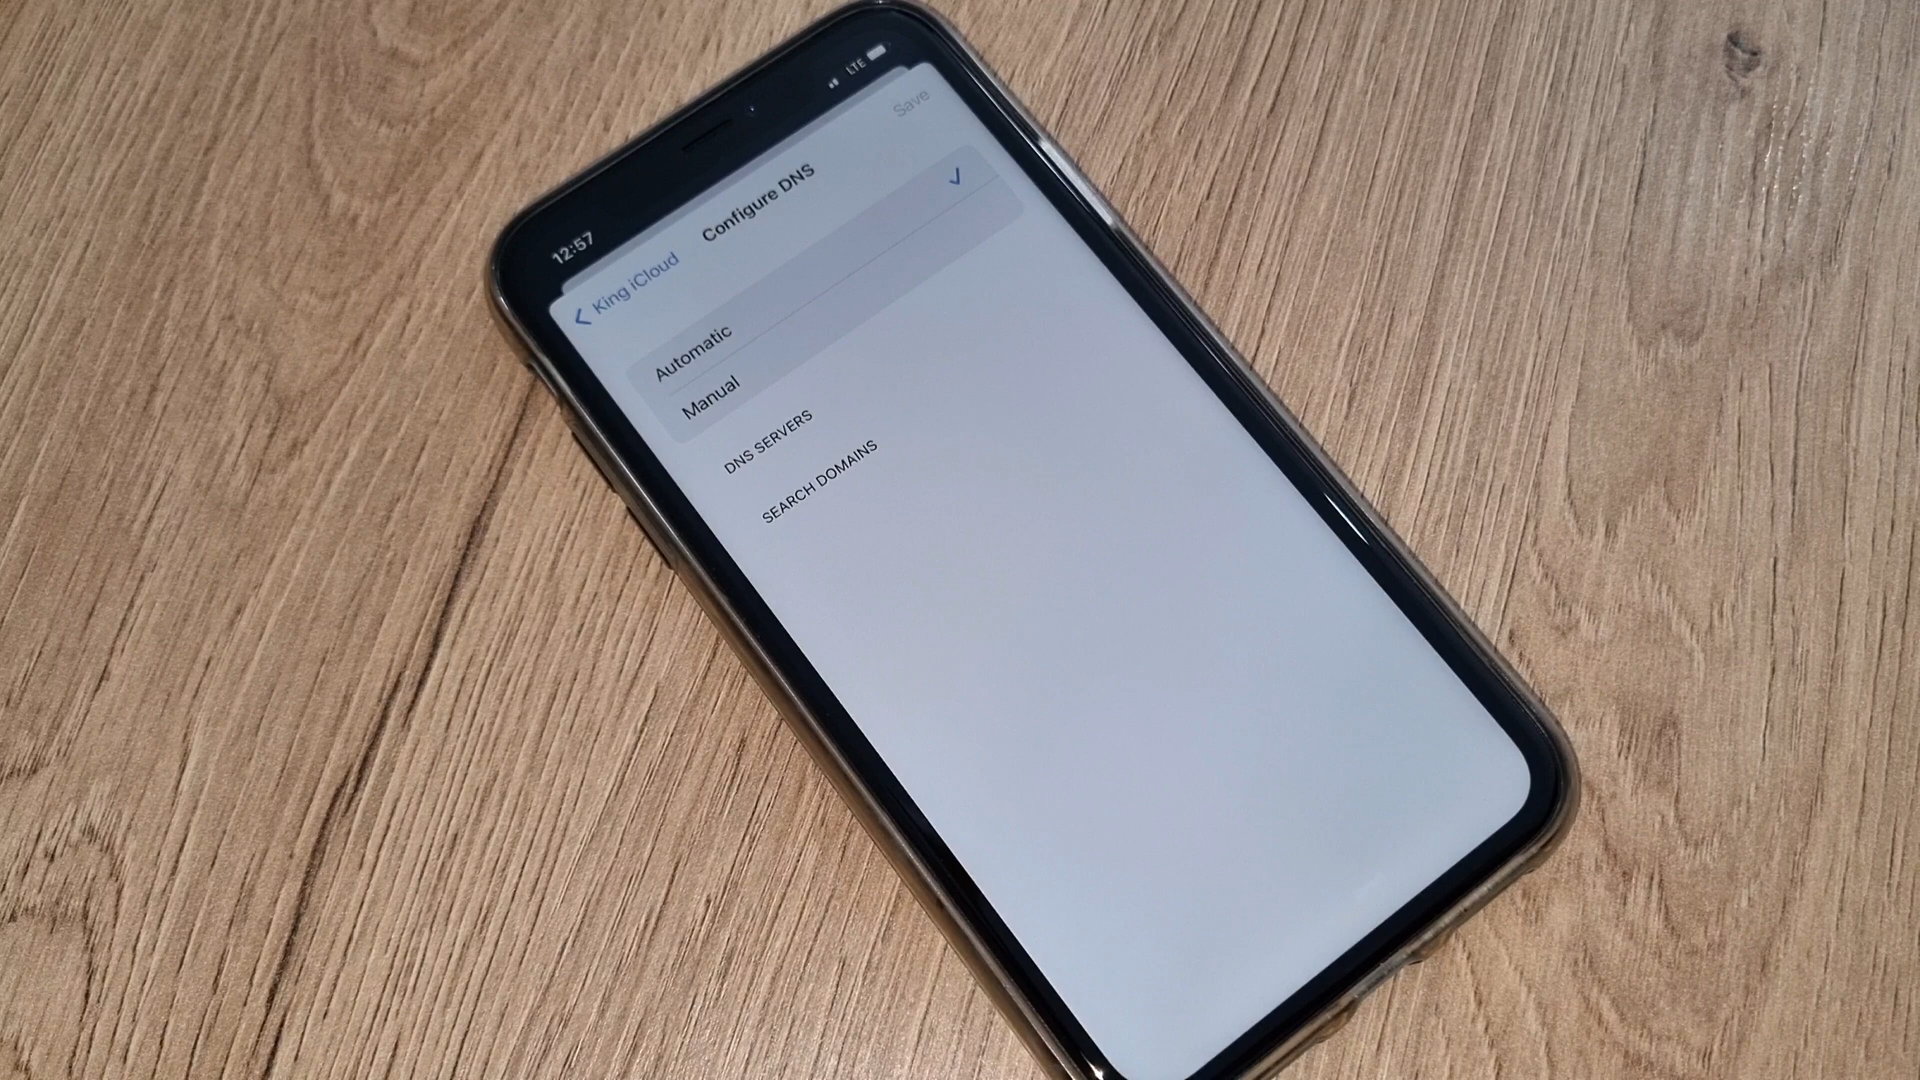 12:57
LTE
King iCloud
Configure DNS
Save
Automatic
Manual
DNS SERVERS
SEARCH DOMAINS